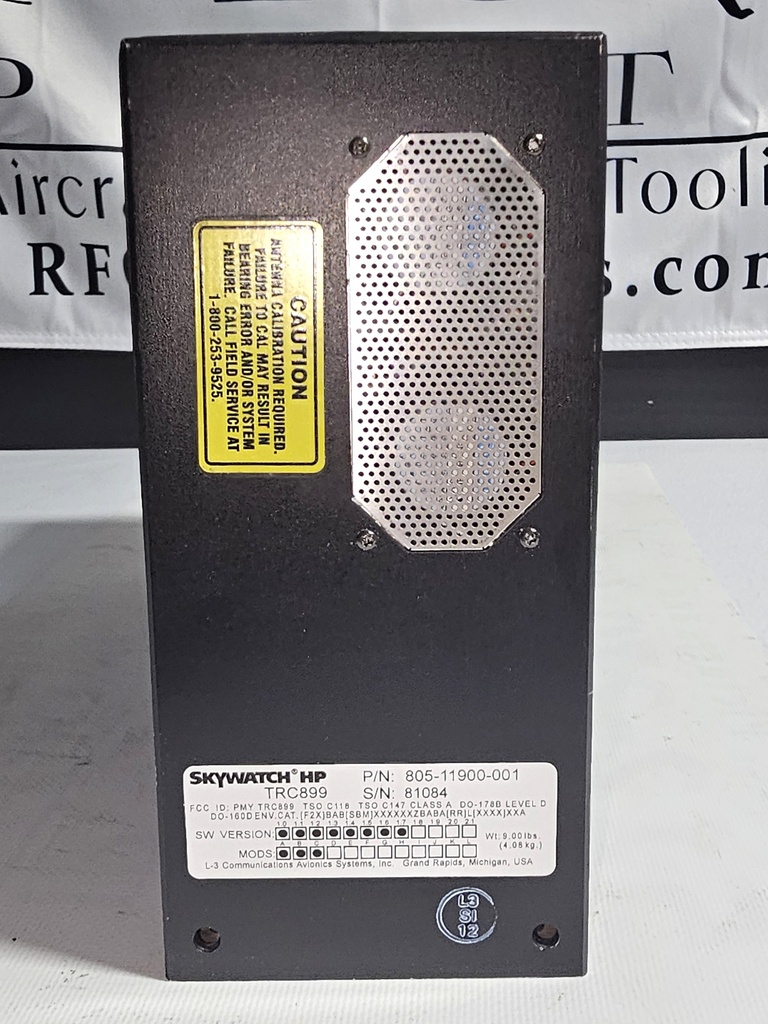 Aircr
Tooli
RF
s.com
CAUTION
ANTENNA CALIBRATION REQUIRED.
FAILURE TO CAL MAY RESULT IN
BEARING ERROR AND/OR SYSTEM
FAILURE. CALL FIELD SERVICE AT
1-800-253-9525.
SKYWATCH® HP P/N: 805-11900-001
TRC899 S/N: 81084
FCC ID: PMY TRC899 TSO C118 TSO C147 CLASS A DO-178B LEVEL D
DO-160D ENV.CAT. [F2X]BAB[SBM]XXXXXXZBABA[RR]L[XXXX]XXA
10 11 12 13 14 15 16 17 18 19 20 21
SW VERSION: Wt. 9.00 lbs.
A B C D E F G H I J K L (4.08 kg.)
MODS:
L-3 Communications Avionics Systems, Inc. Grand Rapids, Michigan, USA
L3
SI
12